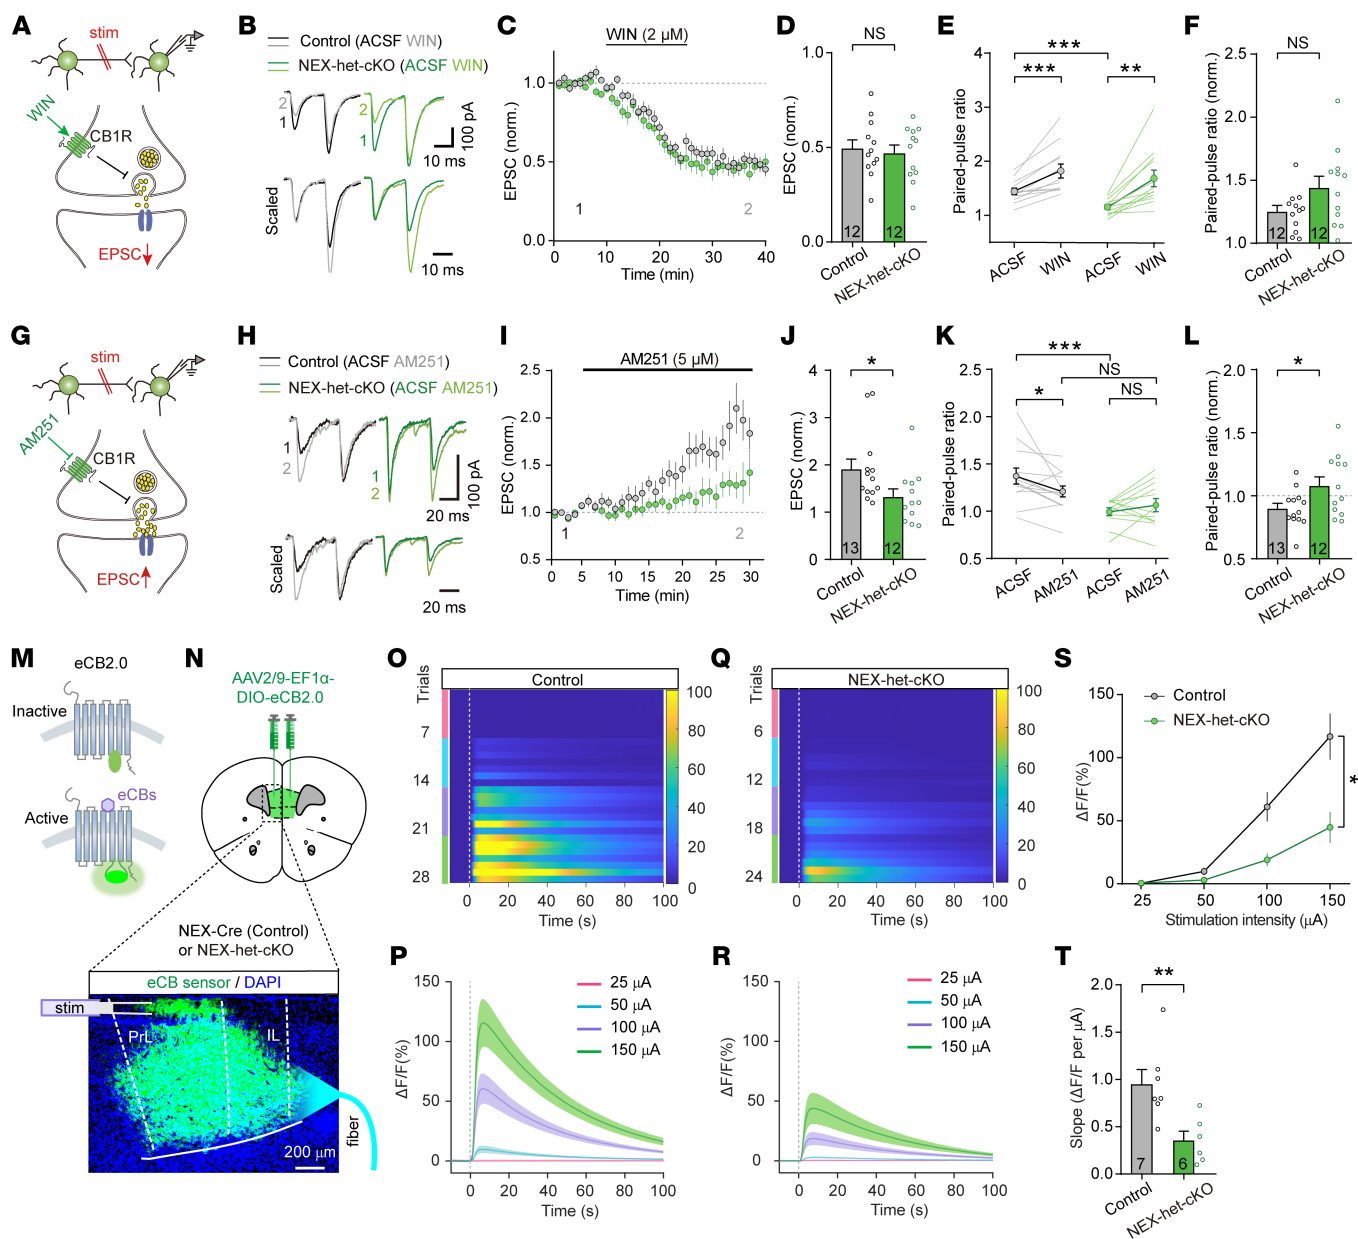 A
stim
WIN
CB1R
EPSC
B
Control (ACSF WIN)
NEX-het-cKO (ACSF WIN)
2
1
2
1
100 pA
10 ms
Scaled
10 ms
C
WIN (2 μM)
EPSC (norm.)
1.0
0.5
0.0
1
2
0 10 20 30 40
Time (min)
D
NS
EPSC (norm.)
1.0
0.5
0.0
12
12
Control
NEX-het-cKO
E
***
***
**
Paired-pulse ratio
4
3
2
1
ACSF
WIN
ACSF
WIN
F
NS
Paired-pulse ratio (norm.)
2.5
2.0
1.5
1.0
12
12
Control
NEX-het-cKO
G
stim
AM251
CB1R
EPSC
H
Control (ACSF AM251)
NEX-het-cKO (ACSF AM251)
1
2
1
2
100 pA
20 ms
Scaled
20 ms
I
AM251 (5 μM)
EPSC (norm.)
2.5
2.0
1.5
1.0
0.5
1
2
0 5 10 15 20 25 30
Time (min)
J
*
EPSC (norm.)
4
3
2
1
0
13
12
Control
NEX-het-cKO
K
***
NS
*
NS
Paired-pulse ratio
2.5
2.0
1.5
1.0
0.5
ACSF
AM251
ACSF
AM251
L
*
Paired-pulse ratio (norm.)
2.0
1.5
1.0
0.5
13
12
Control
NEX-het-cKO
M
eCB2.0
Inactive
eCBs
Active
N
AAV2/9-EF1α-
DIO-eCB2.0
NEX-Cre (Control)
or NEX-het-cKO
eCB sensor / DAPI
stim
PrL
IL
fiber
200 μm
O
Trials
Control
7
14
21
28
100
80
60
40
20
0
0 20 40 60 80 100
Time (s)
Q
Trials
NEX-het-cKO
6
12
18
24
100
80
60
40
20
0
0 20 40 60 80 100
Time (s)
S
Control
NEX-het-cKO
ΔF/F(%)
150
100
50
0
*
25 50 100 150
Stimulation intensity (μA)
P
ΔF/F(%)
150
100
50
0
25 μA
50 μA
100 μA
150 μA
0 20 40 60 80 100
Time (s)
R
ΔF/F(%)
150
100
50
0
25 μA
50 μA
100 μA
150 μA
0 20 40 60 80 100
Time (s)
T
**
Slope (ΔF/F per μA)
2.0
1.5
1.0
0.5
0.0
7
6
Control
NEX-het-cKO